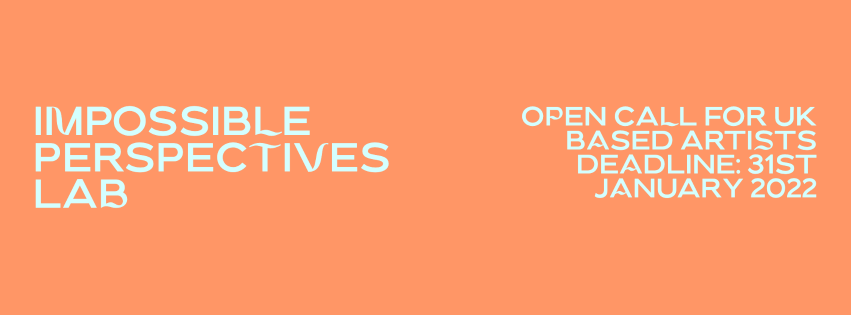 IMPOSSIBLE
PERSPECTIVES
LAB
OPEN CALL FOR UK
BASED ARTISTS
DEADLINE: 31ST
JANUARY 2022